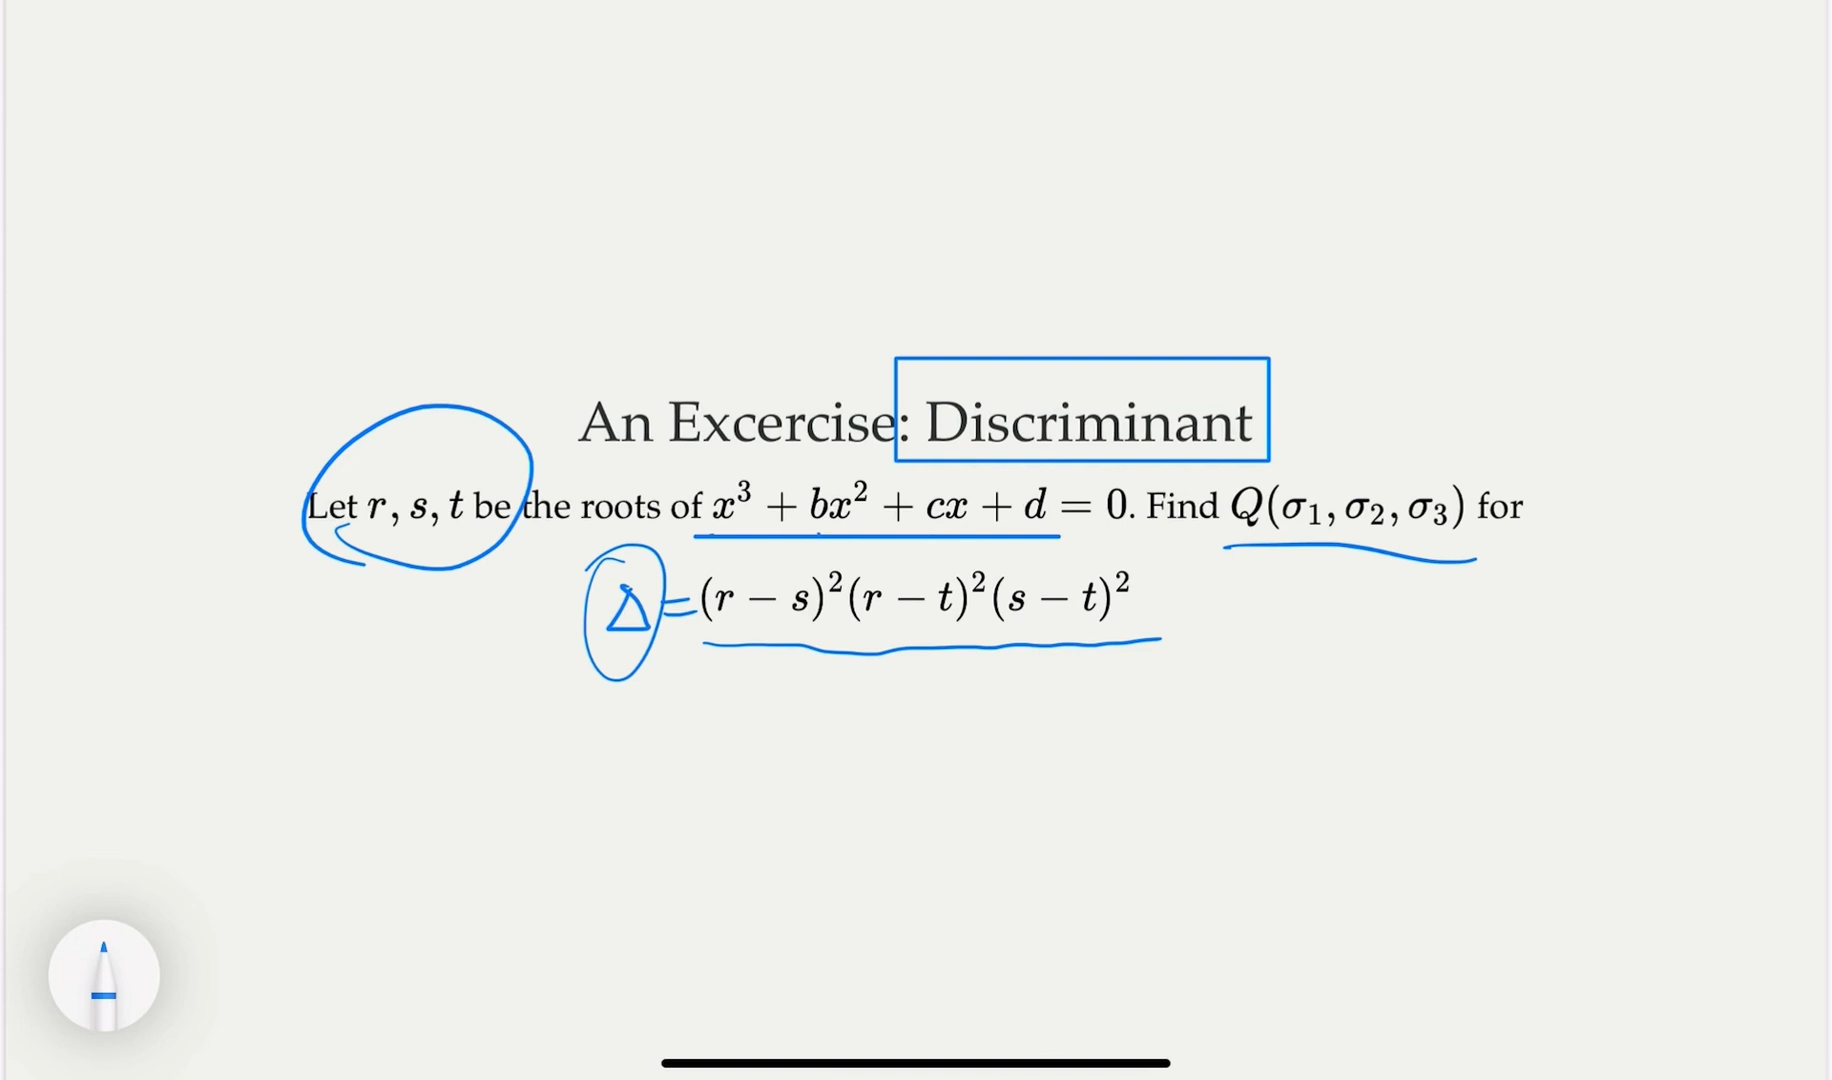 An Excercise: Discriminant
Let r, s, t be the roots of x³ + bx² + cx + d = 0. Find Q(σ₁, σ₂, σ₃) for
Δ = (r − s)²(r − t)²(s − t)²